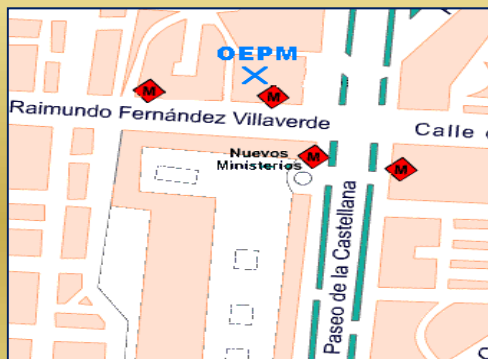 OEPM
M
M
Raimundo Fernández Villaverde
Calle
Nuevos
Ministerios
M
M
Paseo de la Castellana